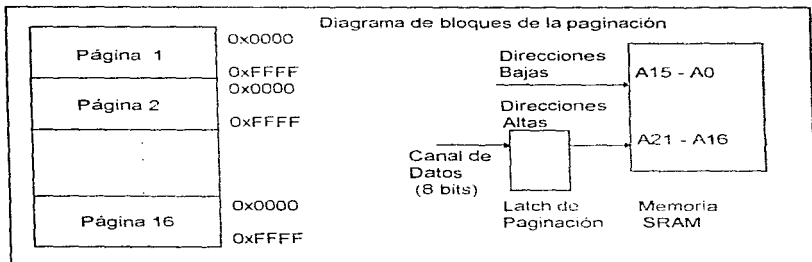 Diagrama de bloques de la paginación
Página 1
0x0000
0xFFFF
Página 2
0x0000
0xFFFF
Página 16
0x0000
0xFFFF
Direcciones
Bajas
A15 - A0
Direcciones
Altas
A21 - A16
Canal de
Datos
(8 bits)
Latch de
Paginación
Memoria
SRAM